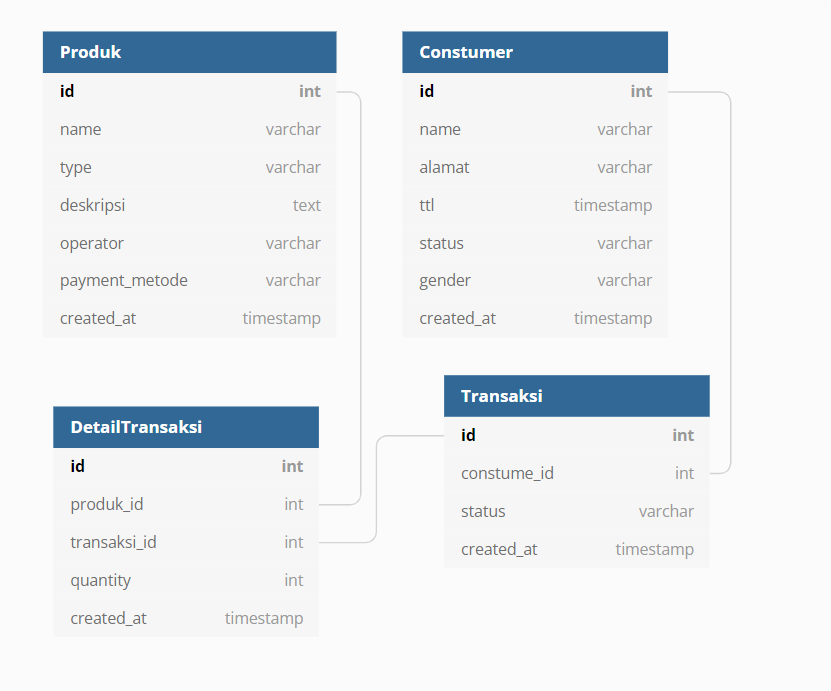 Produk
id int
name varchar
type varchar
deskripsi text
operator varchar
payment_metode varchar
created_at timestamp
Constumer
id int
name varchar
alamat varchar
ttl timestamp
status varchar
gender varchar
created_at timestamp
DetailTransaksi
id int
produk_id int
transaksi_id int
quantity int
created_at timestamp
Transaksi
id int
constume_id int
status varchar
created_at timestamp